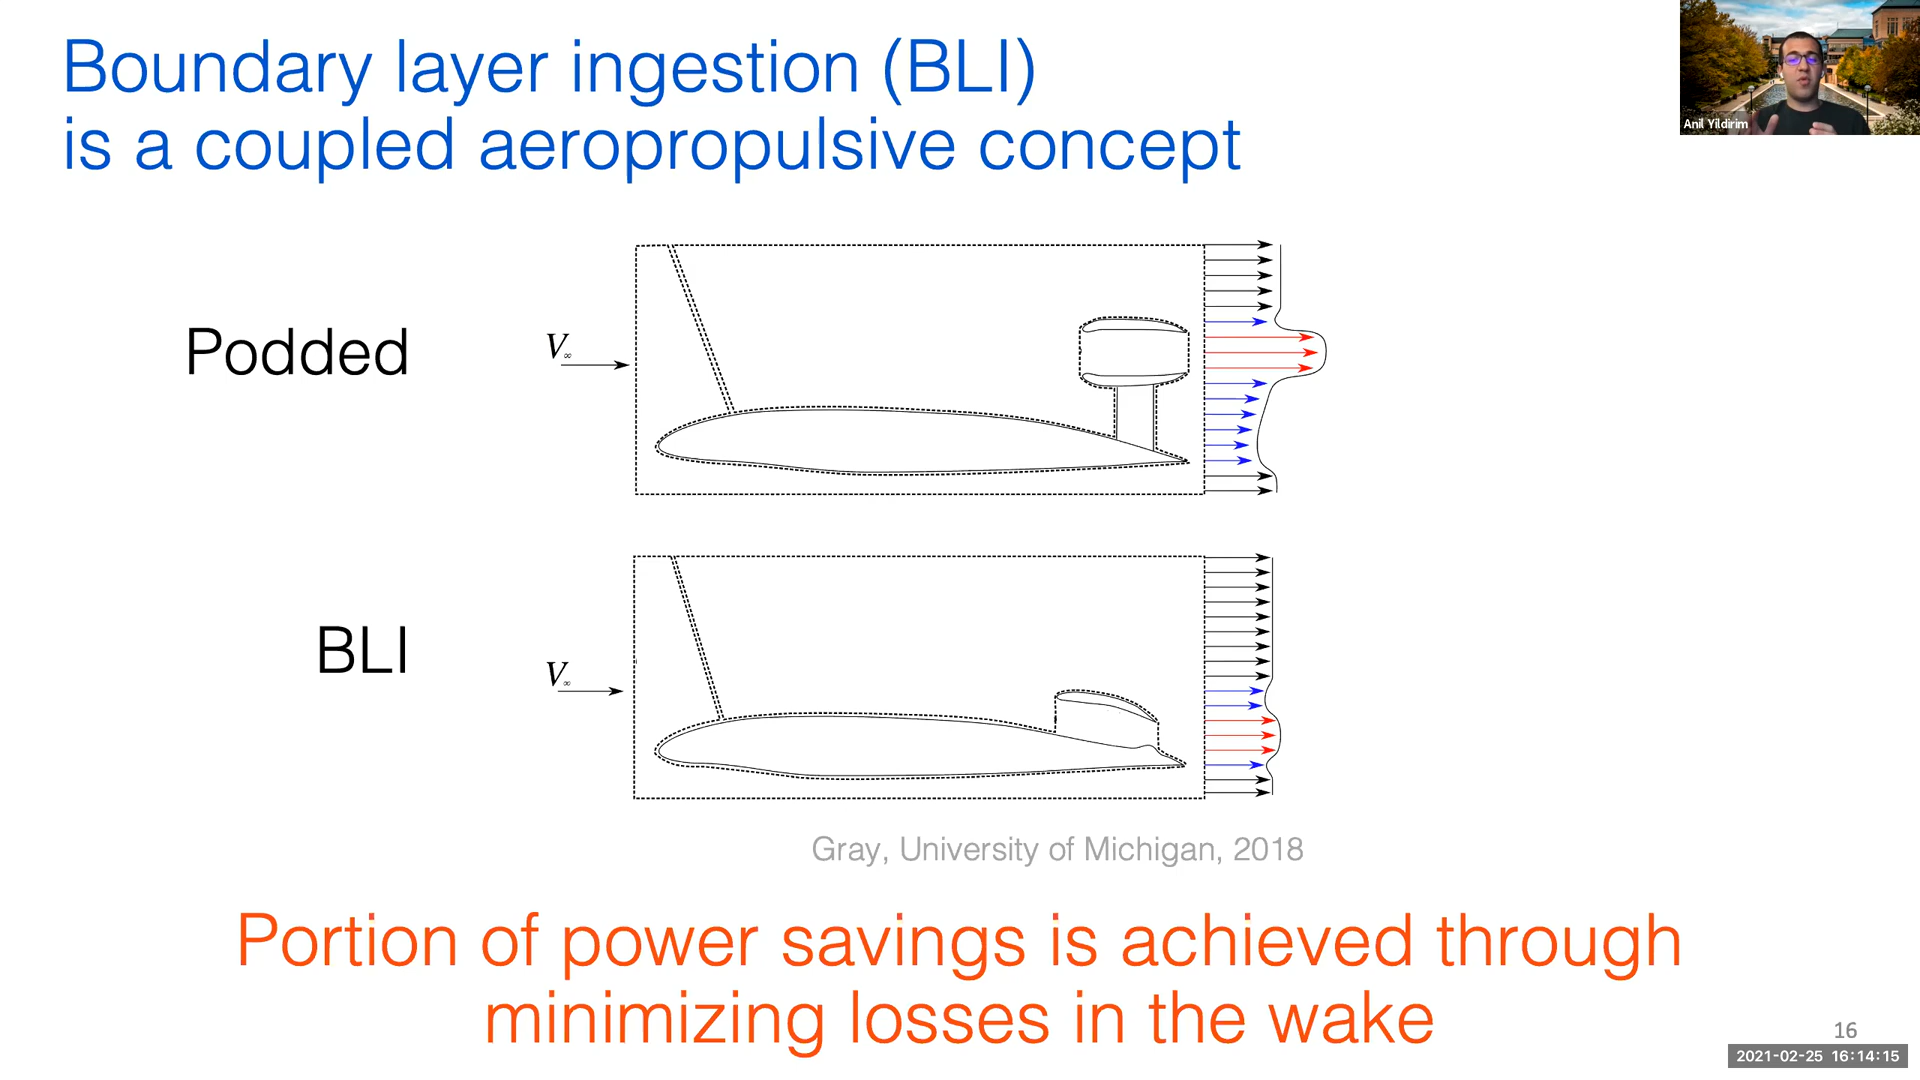 Boundary layer ingestion (BLI)
is a coupled aeropropulsive concept
Anil Yildirim
Podded
V∞
BLI
V∞
Gray, University of Michigan, 2018
Portion of power savings is achieved through
minimizing losses in the wake
16
2021-02-25 16:14:15